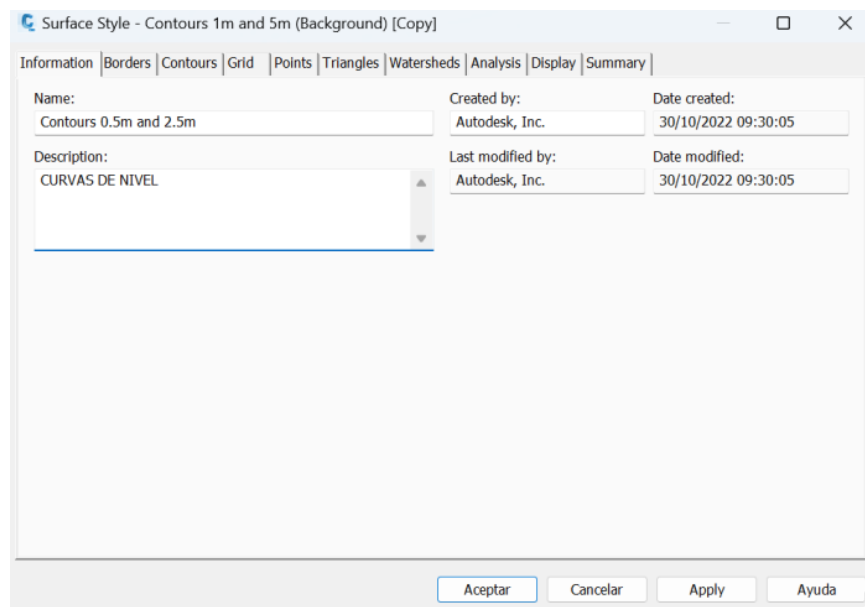 Surface Style - Contours 1m and 5m (Background) [Copy]
Information Borders Contours Grid Points Triangles Watersheds Analysis Display Summary
Name: Created by: Date created:
Contours 0.5m and 2.5m Autodesk, Inc. 30/10/2022 09:30:05
Description: Last modified by: Date modified:
CURVAS DE NIVEL Autodesk, Inc. 30/10/2022 09:30:05
Aceptar Cancelar Apply Ayuda